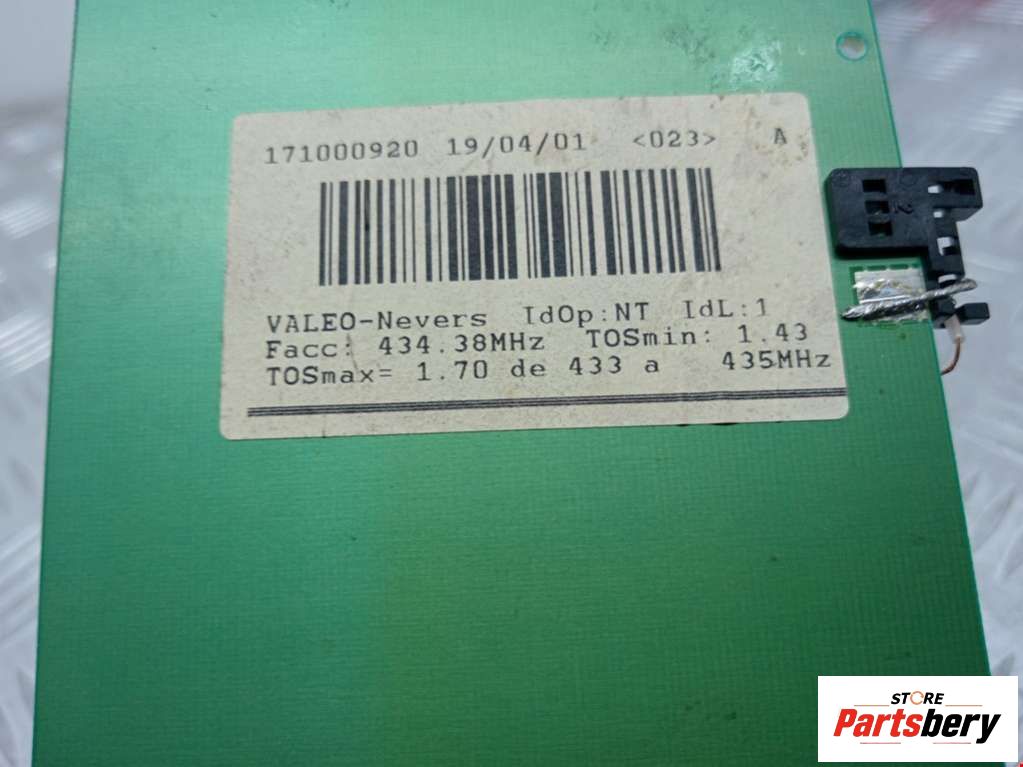 171000920 19/04/01 <023> A
VALEO-Nevers IdOp:NT IdL:1
Facc: 434.38MHz TOSmin: 1.43
TOSmax= 1.70 de 433 a 435MHz
STORE
Partsbery